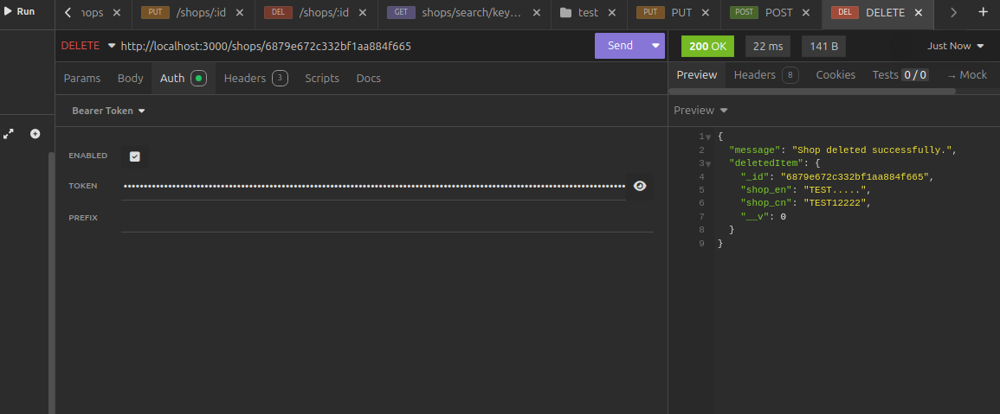 Run
hops
PUT /shops/:id
DEL /shops/:id
GET shops/search/key...
test
PUT PUT
POST POST
DEL DELETE
DELETE http://localhost:3000/shops/6879e672c332bf1aa884f665 Send
200 OK 22 ms 141 B Just Now
Params Body Auth Headers 3 Scripts Docs
Preview Headers 8 Cookies Tests 0 / 0 → Mock
Bearer Token
ENABLED
TOKEN
PREFIX
Preview
1 {
2 "message": "Shop deleted successfully.",
3 "deletedItem": {
4 "_id": "6879e672c332bf1aa884f665",
5 "shop_en": "TEST.....",
6 "shop_cn": "TEST12222",
7 "__v": 0
8 }
9 }